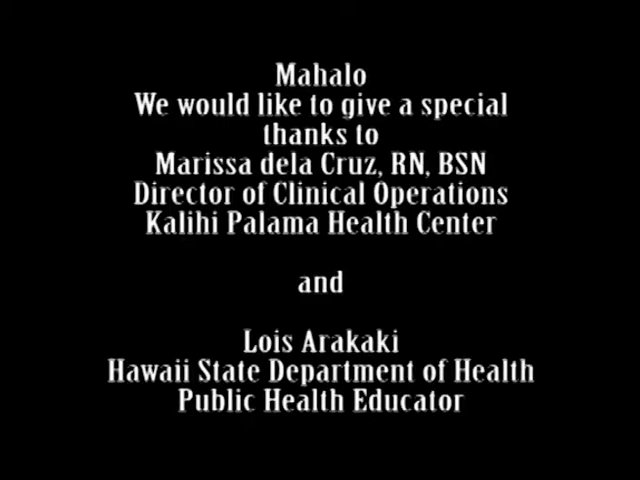 Mahalo
We would like to give a special
thanks to
Marissa dela Cruz, RN, BSN
Director of Clinical Operations
Kalihi Palama Health Center
and
Lois Arakaki
Hawaii State Department of Health
Public Health Educator